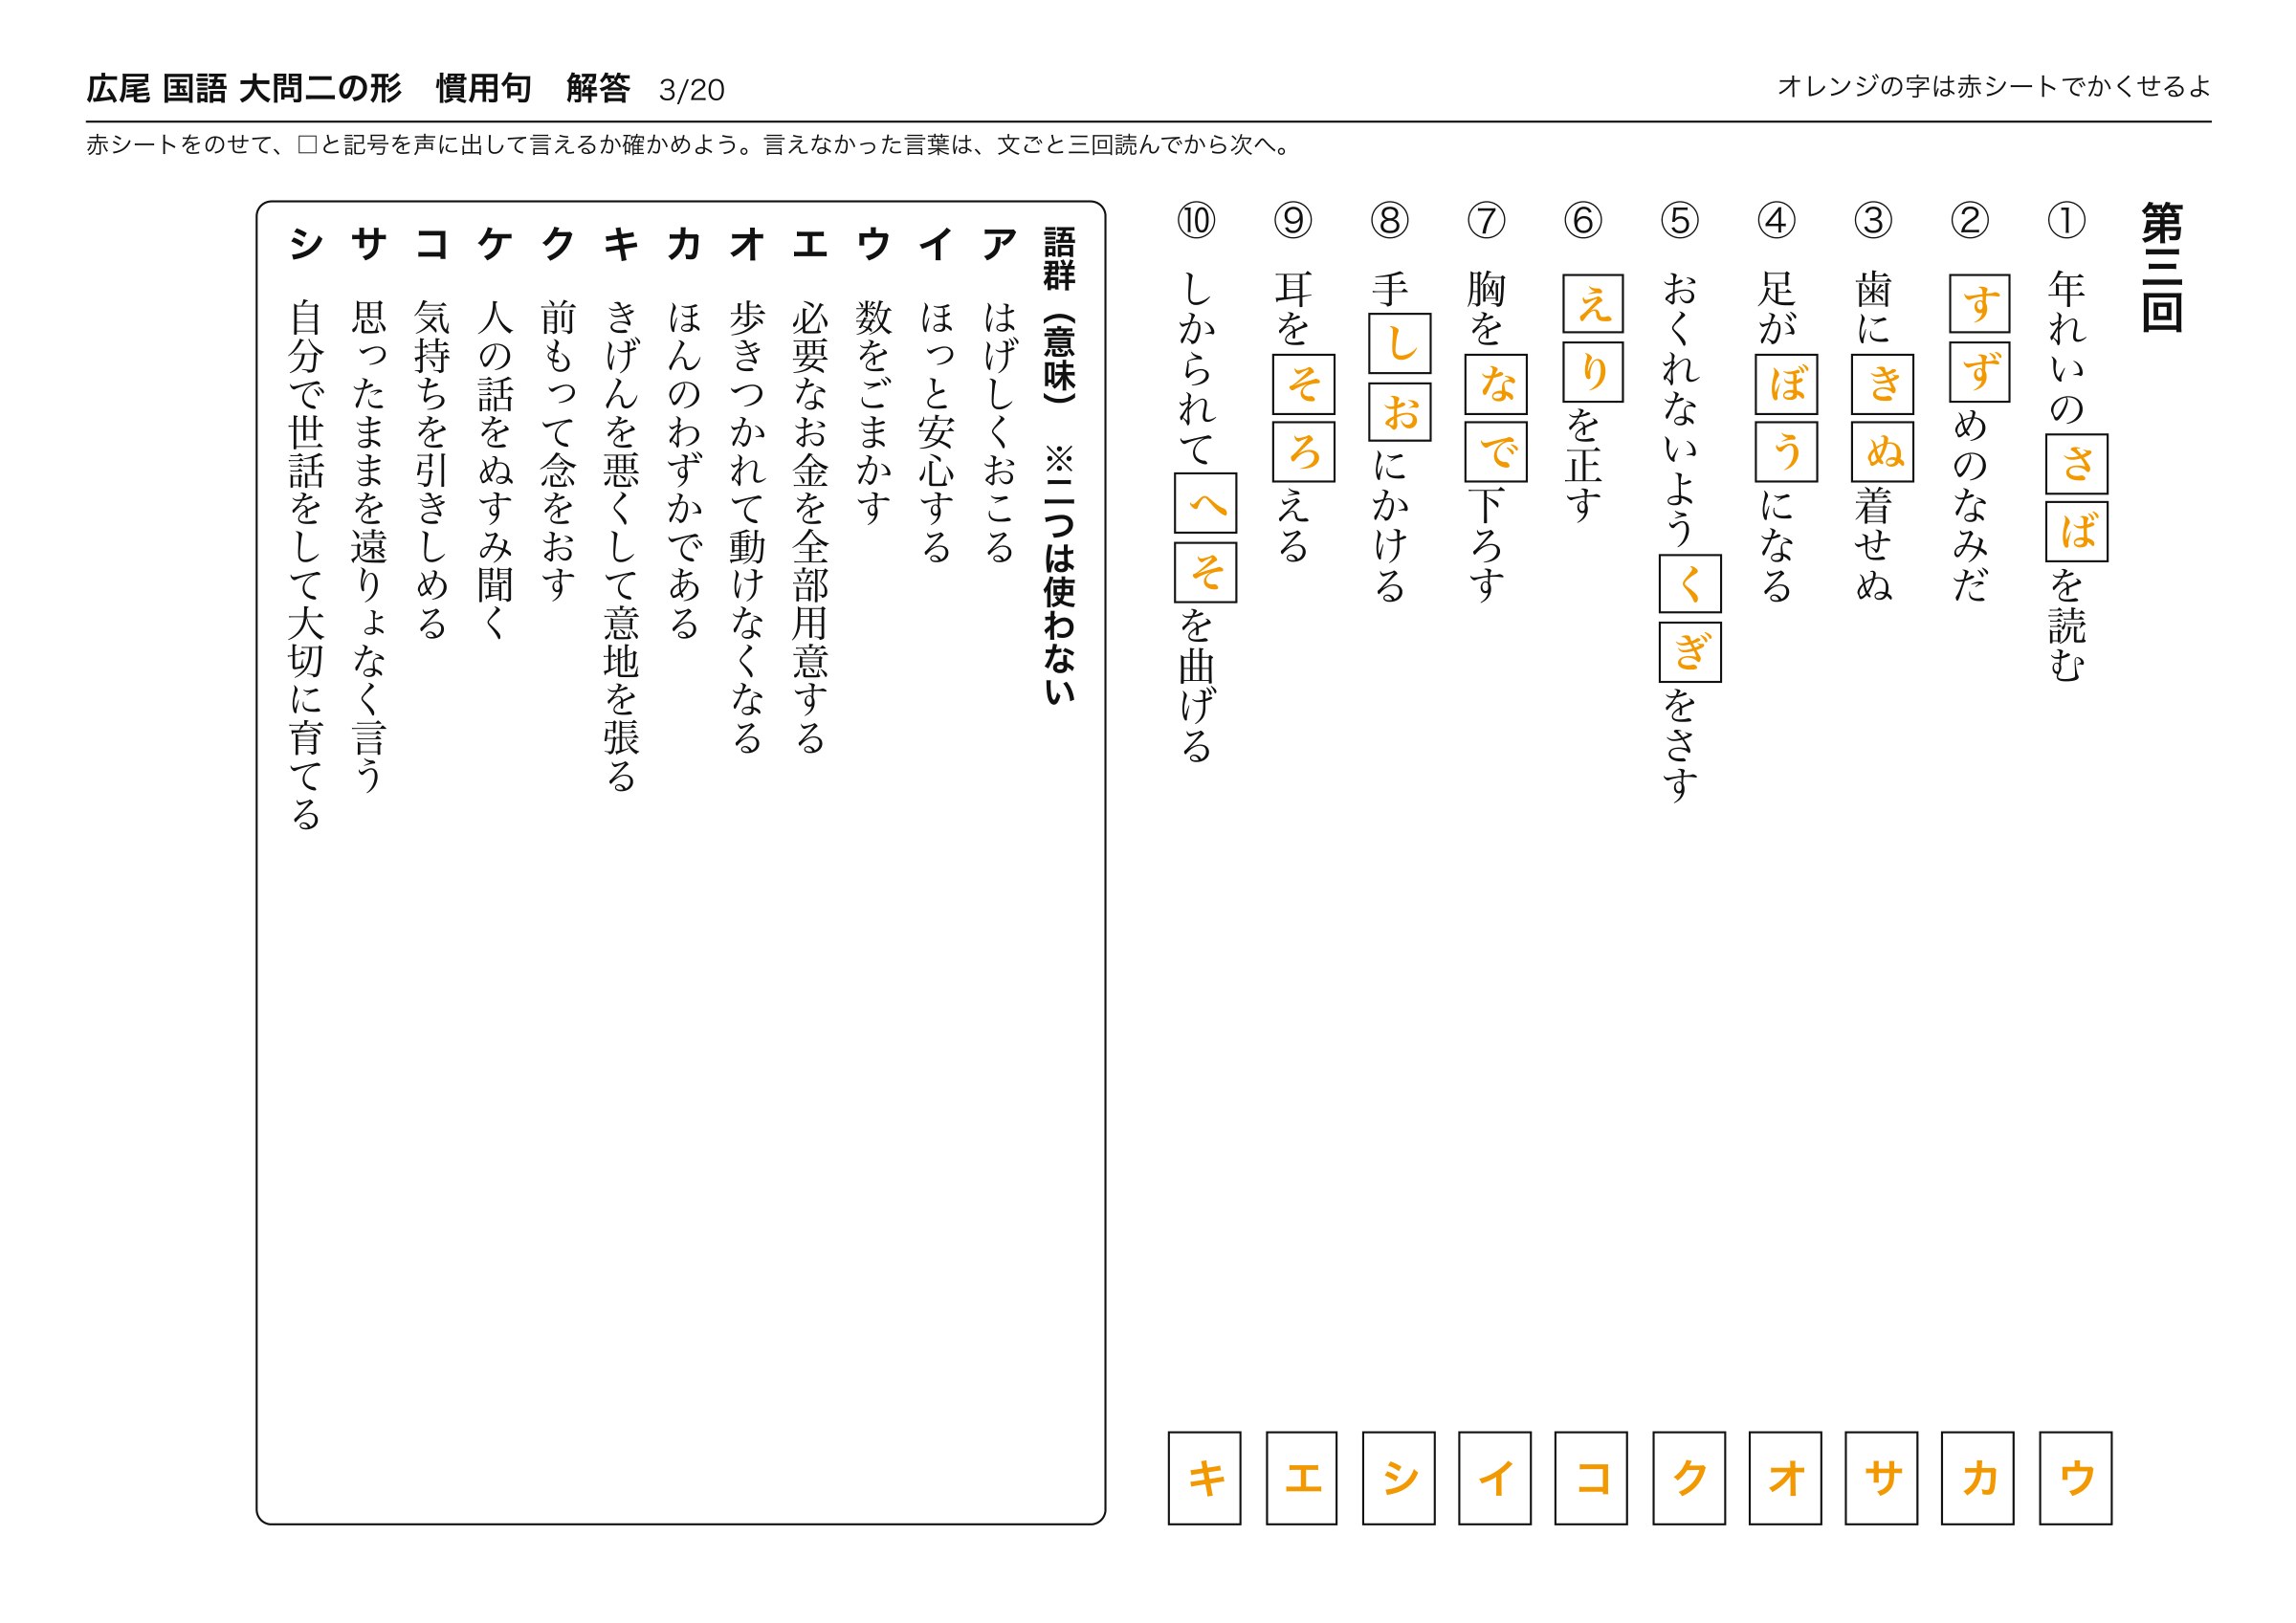 広尾 国語 大問二の形　慣用句　解答　3/20
オレンジの字は赤シートでかくせるよ
赤シートをのせて、□と記号を声に出して言えるか確かめよう。言えなかった言葉は、文ごと三回読んでから次へ。
第三回
① 年れいのさばを読む ウ
② すずめのなみだ カ
③ 歯にきぬ着せぬ サ
④ 足がぼうになる オ
⑤ おくれないようくぎをさす ク
⑥ えりを正す コ
⑦ 胸をなで下ろす イ
⑧ 手しおにかける シ
⑨ 耳をそろえる エ
⑩ しかられてへそを曲げる キ
語群（意味）　※二つは使わない
ア　はげしくおこる
イ　ほっと安心する
ウ　数をごまかす
エ　必要なお金を全部用意する
オ　歩きつかれて動けなくなる
カ　ほんのわずかである
キ　きげんを悪くして意地を張る
ク　前もって念をおす
ケ　人の話をぬすみ聞く
コ　気持ちを引きしめる
サ　思ったままを遠りょなく言う
シ　自分で世話をして大切に育てる